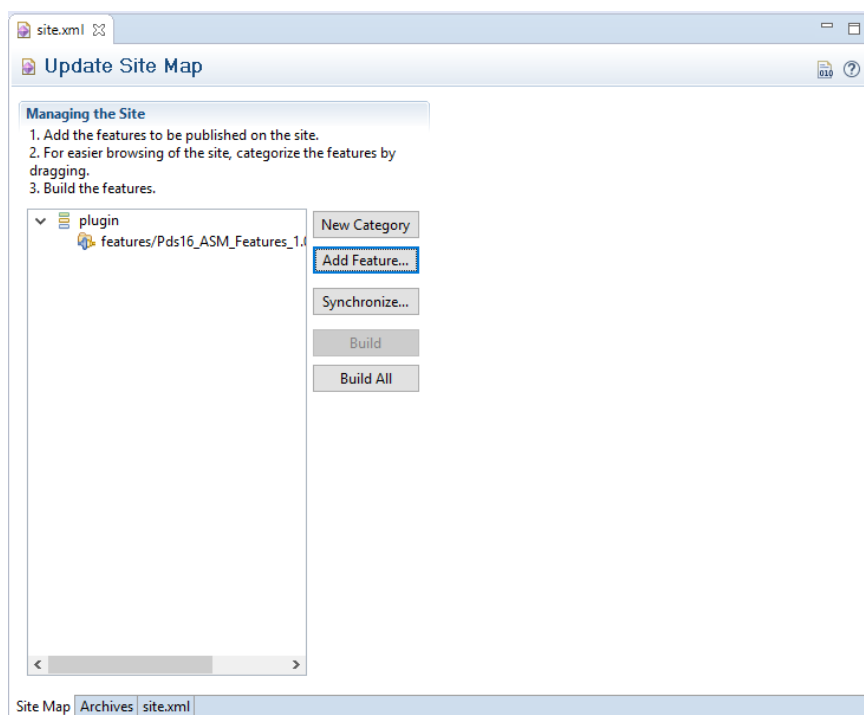 site.xml
Update Site Map
010
Managing the Site
1. Add the features to be published on the site.
2. For easier browsing of the site, categorize the features by
dragging.
3. Build the features.
plugin
New Category
features/Pds16_ASM_Features_1.0
Add Feature...
Synchronize...
Build
Build All
Site Map Archives site.xml